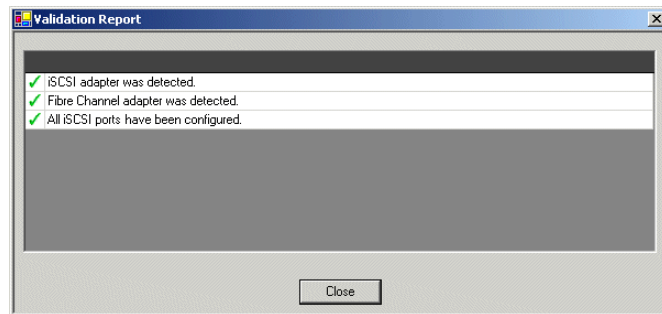 Validation Report
iSCSI adapter was detected.
Fibre Channel adapter was detected.
All iSCSI ports have been configured.
Close